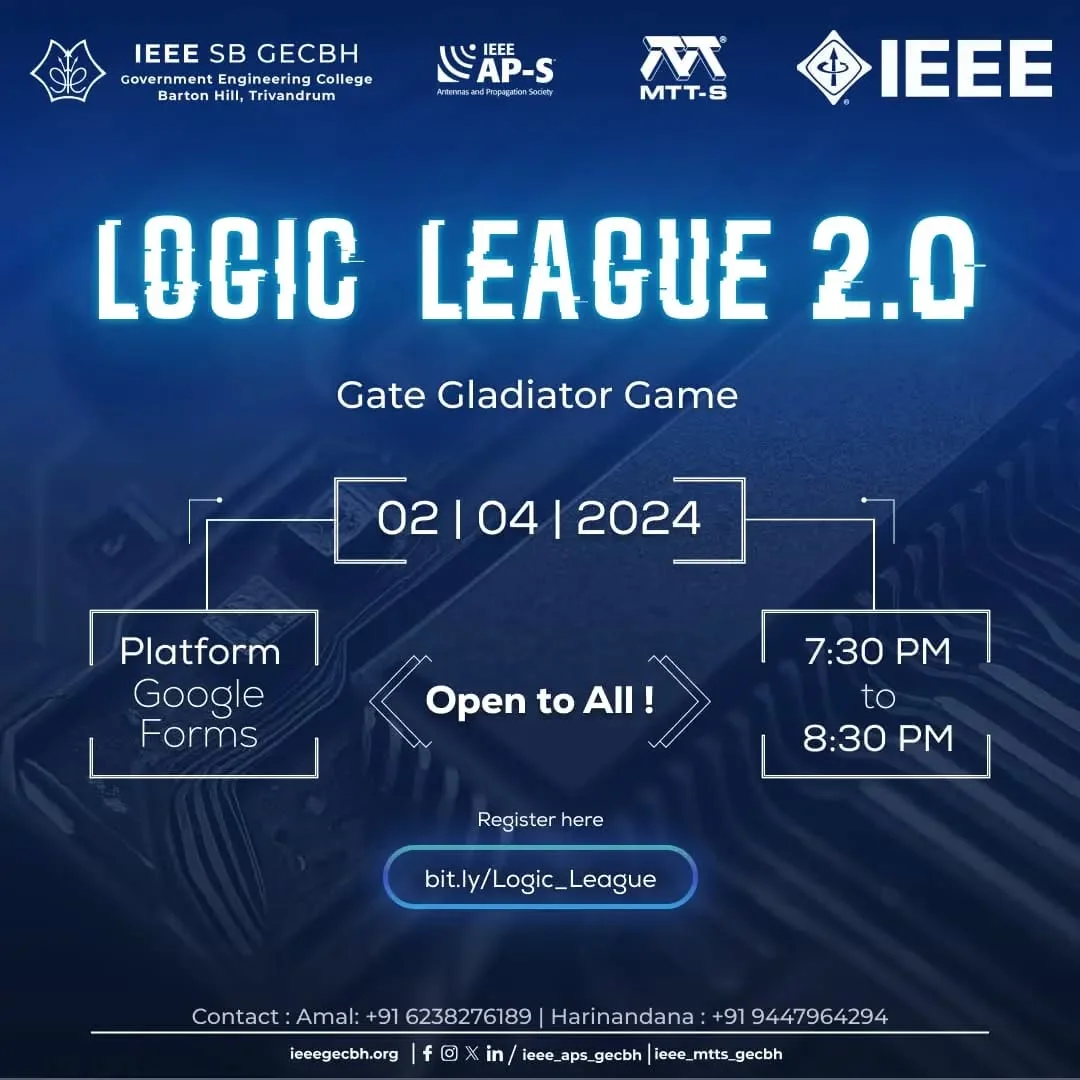 IEEE SB GECBH
Government Engineering College
Barton Hill, Trivandrum
IEEE
AP-S
Antennas and Propagation Society
MTT-S
IEEE
LOGIC LEAGUE 2.0
Gate Gladiator Game
02 | 04 | 2024
Platform
Google
Forms
Open to All !
7:30 PM
to
8:30 PM
Register here
bit.ly/Logic_League
Contact : Amal: +91 6238276189 | Harinandana : +91 9447964294
ieeegecbh.org | / ieee_aps_gecbh | ieee_mtts_gecbh